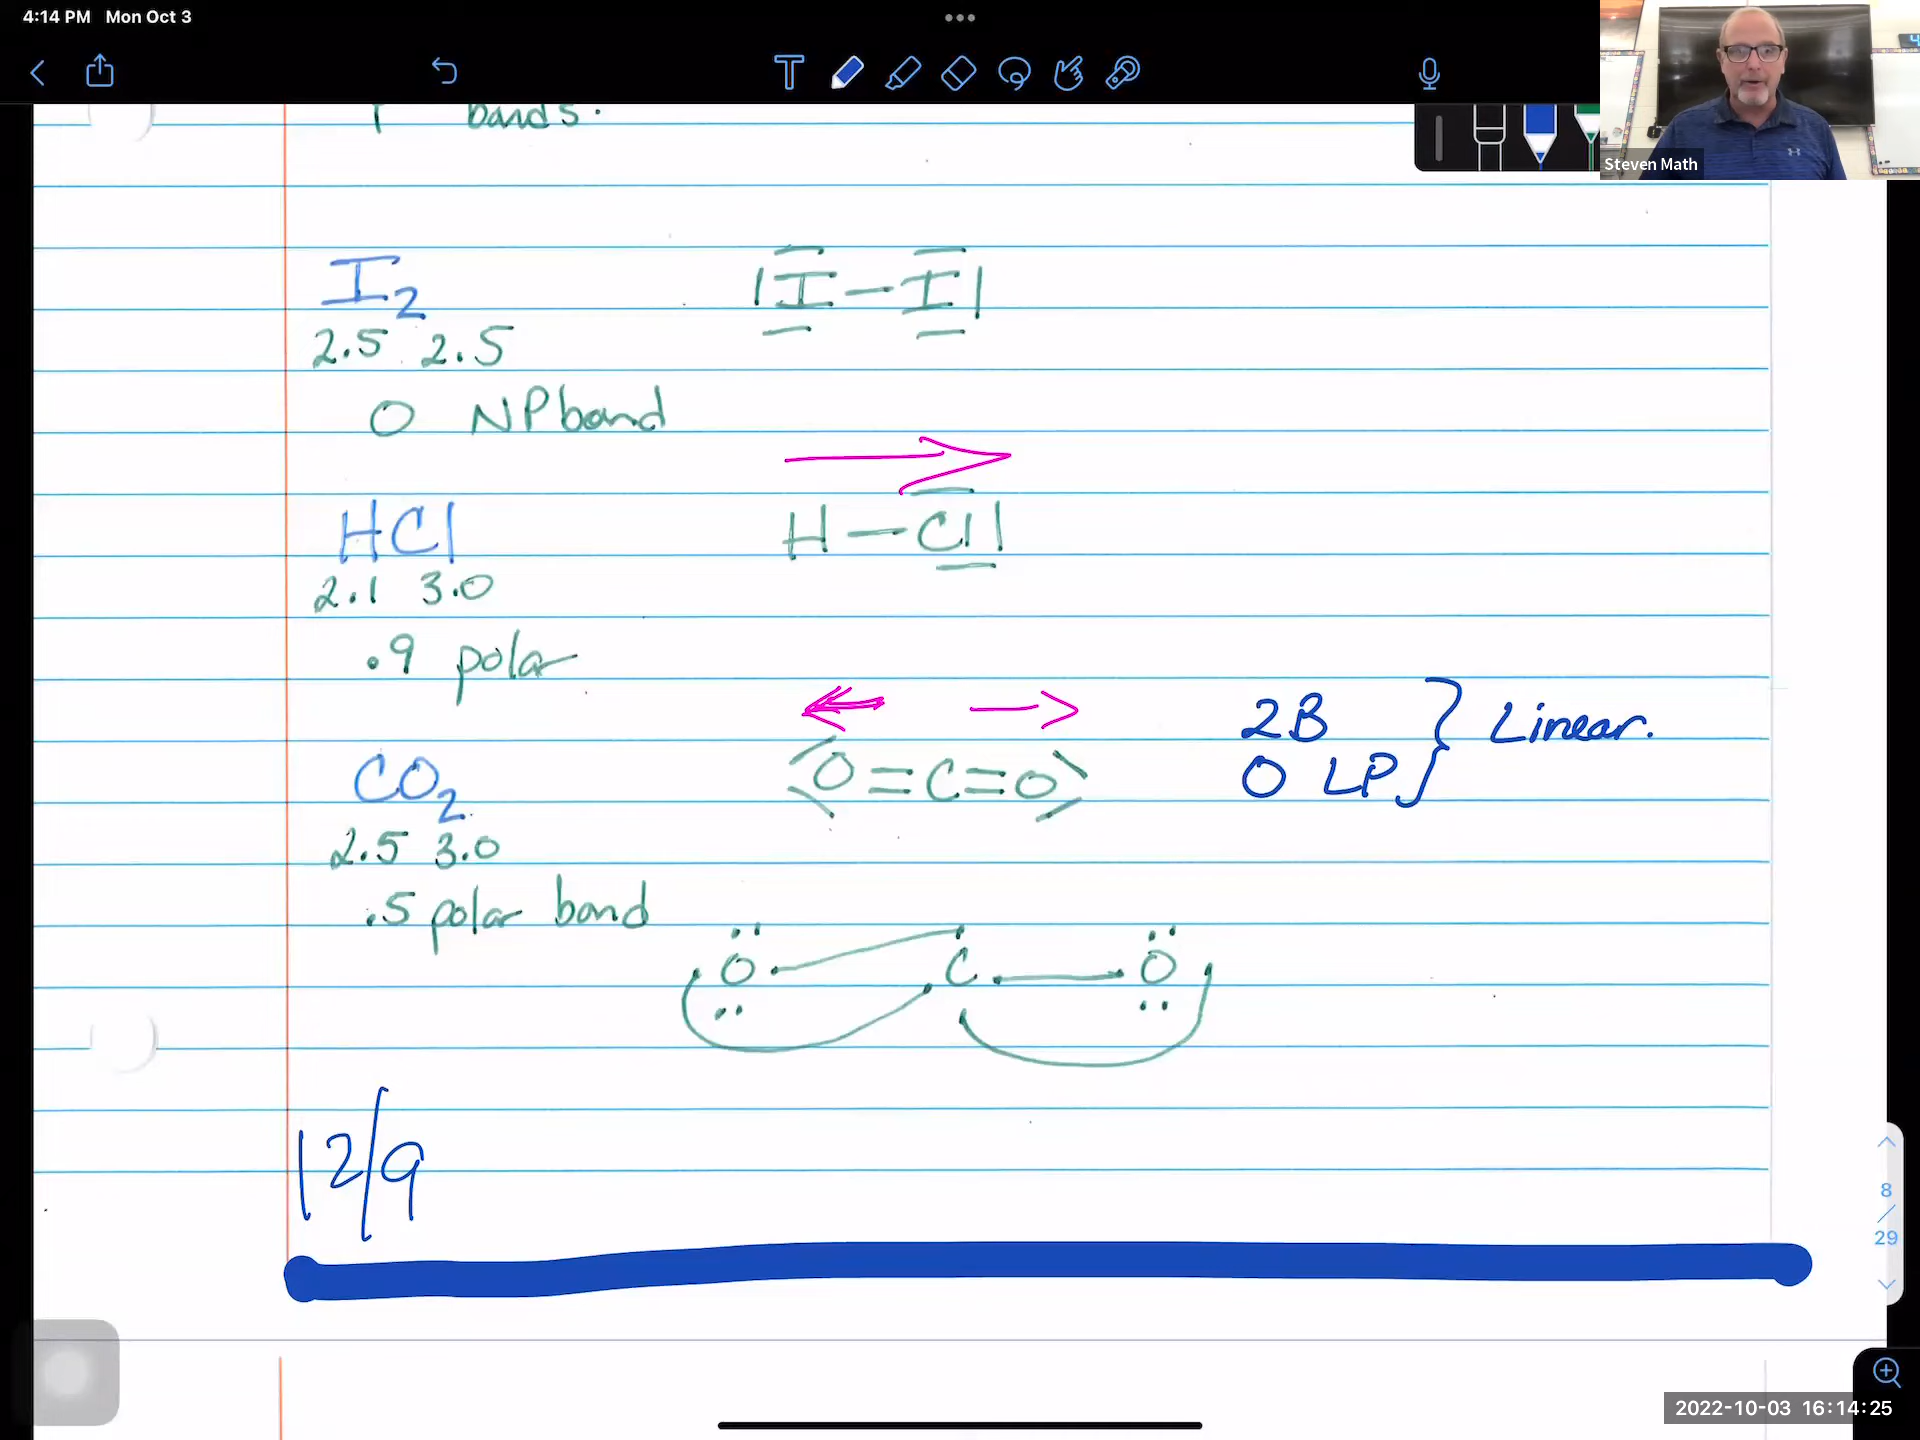 4:14 PM Mon Oct 3
T
Steven Math
bands.
I2 |I-I|
2.5 2.5
0 NP bond
HCl H-Cl|
2.1 3.0
.9 polar
2B } Linear.
CO2 O=C=O 0 LP
2.5 3.0
.5 polar bond
O C O
12/9
8
/
29
2022-10-03 16:14:25